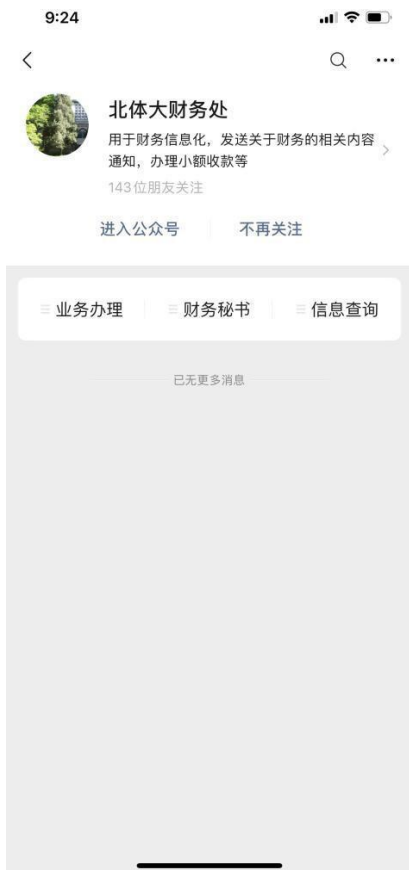 9:24
北体大财务处
用于财务信息化，发送关于财务的相关内容
通知，办理小额收款等
143位朋友关注
进入公众号 不再关注
业务办理 财务秘书 信息查询
已无更多消息